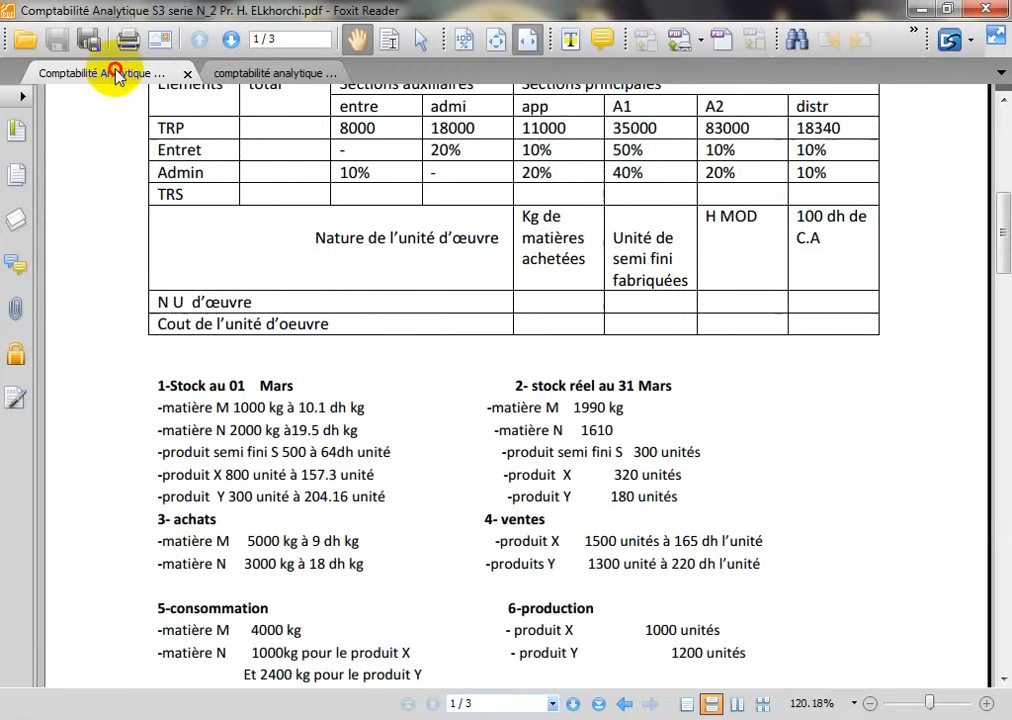 Comptabilité Analytique S3 serie N_2 Pr. H. ELkhorchi.pdf - Foxit Reader
1 / 3
Comptabilité Analytique ...
comptabilité analytique ...
Elements total Sections auxiliaires Sections principales
entre admi app A1 A2 distr
TRP 8000 18000 11000 35000 83000 18340
Entret - 20% 10% 50% 10% 10%
Admin 10% - 20% 40% 20% 10%
TRS
Nature de l’unité d’œuvre
Kg de matières achetées
Unité de semi fini fabriquées
H MOD
100 dh de C.A
N U d’œuvre
Cout de l’unité d’oeuvre
1-Stock au 01 Mars
-matière M 1000 kg à 10.1 dh kg
-matière N 2000 kg à19.5 dh kg
-produit semi fini S 500 à 64dh unité
-produit X 800 unité à 157.3 unité
-produit Y 300 unité à 204.16 unité
2- stock réel au 31 Mars
-matière M 1990 kg
-matière N 1610
-produit semi fini S 300 unités
-produit X 320 unités
-produit Y 180 unités
3- achats
-matière M 5000 kg à 9 dh kg
-matière N 3000 kg à 18 dh kg
4- ventes
-produit X 1500 unités à 165 dh l’unité
-produits Y 1300 unité à 220 dh l’unité
5-consommation
-matière M 4000 kg
-matière N 1000kg pour le produit X
Et 2400 kg pour le produit Y
6-production
- produit X 1000 unités
- produit Y 1200 unités
1 / 3
120.18%